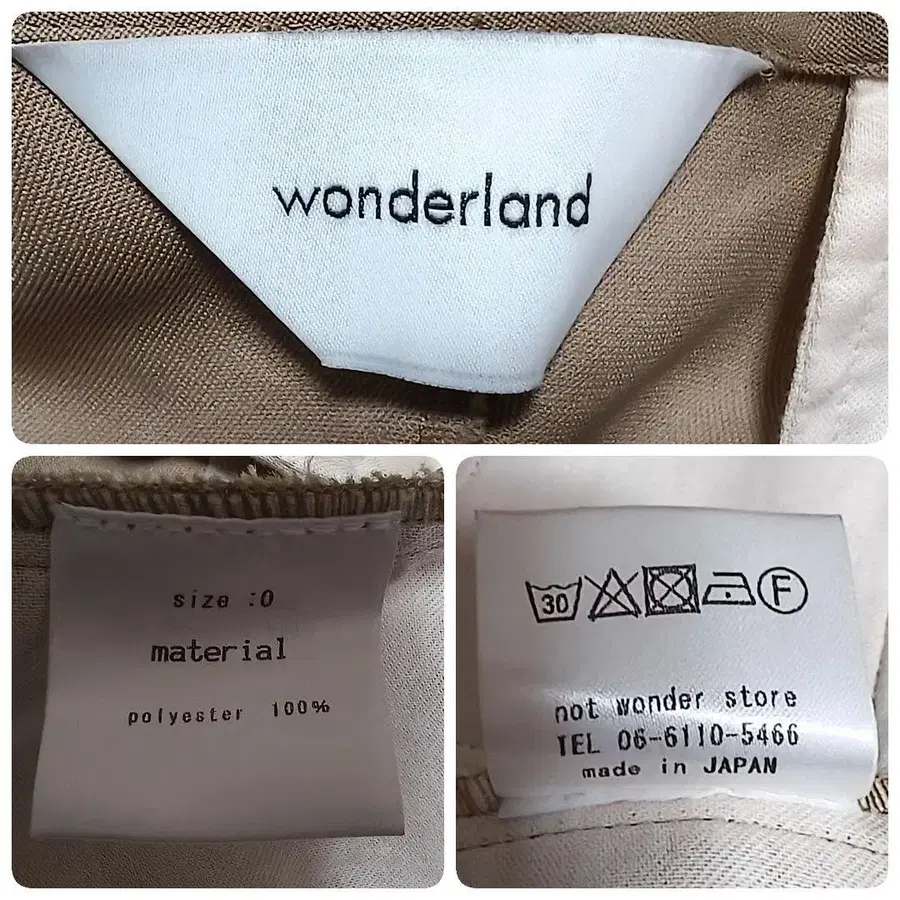 wonderland
size :0
material
polyester 100%
30 F
not wonder store
TEL 06-6110-5466
made in JAPAN